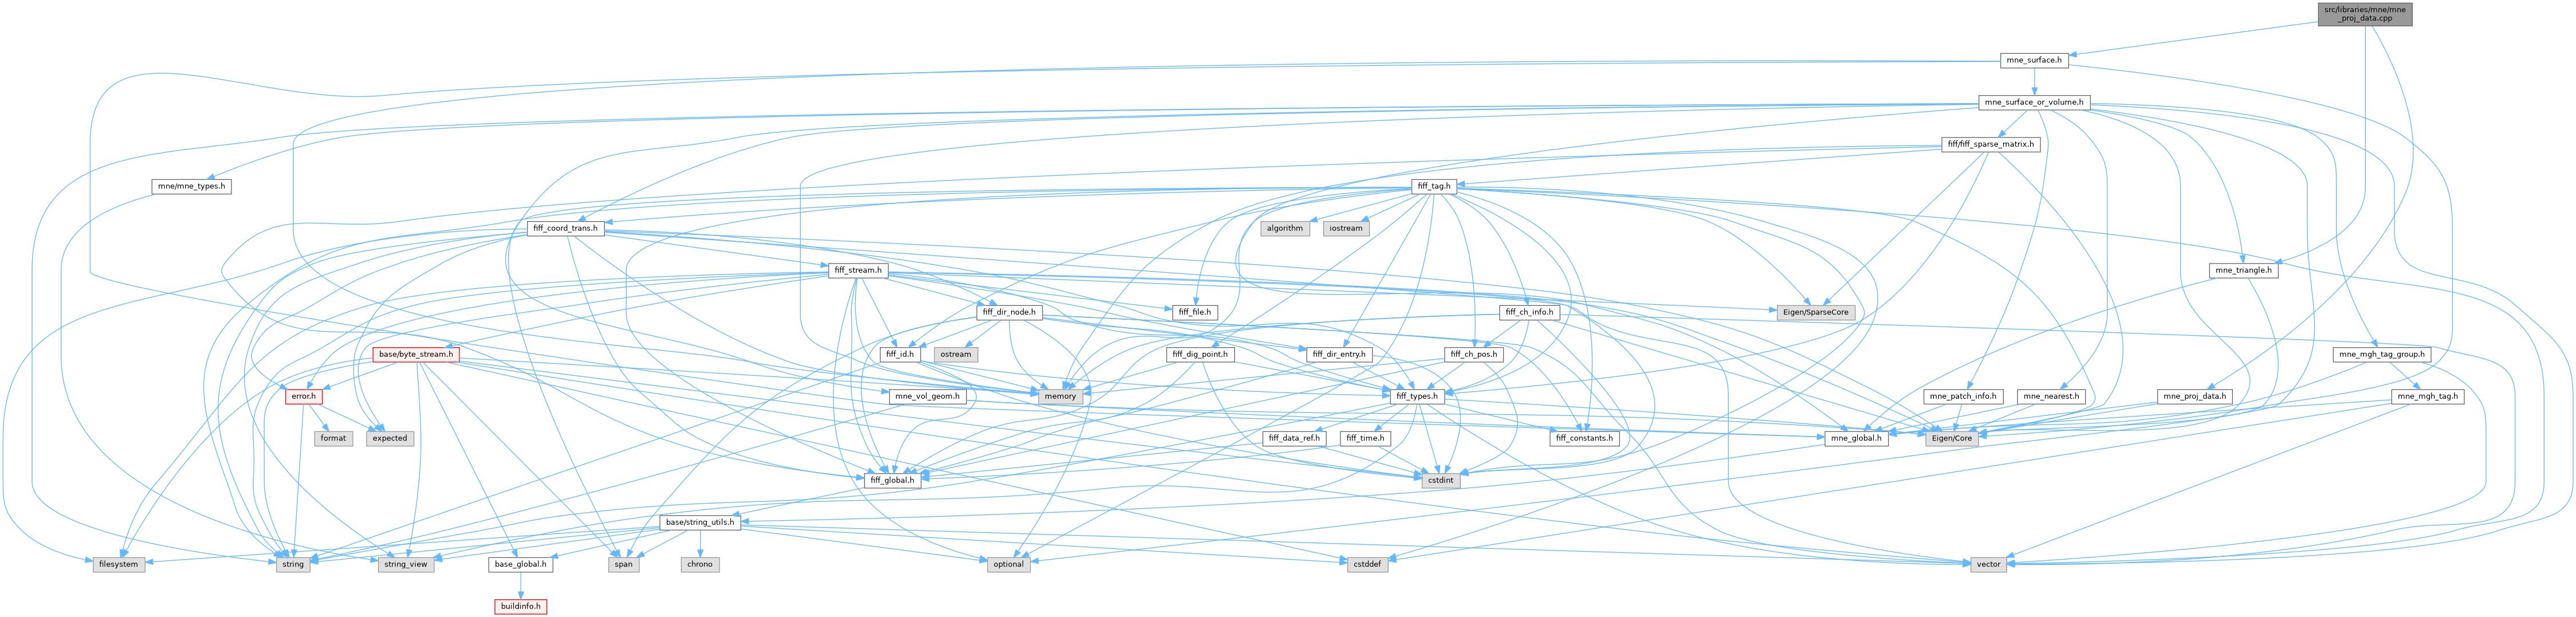 src/libraries/mne/mne
_proj_data.cpp
mne_surface.h
mne_surface_or_volume.h
fiff/fiff_sparse_matrix.h
mne/mne_types.h
fiff_tag.h
fiff_coord_trans.h
algorithm
iostream
fiff_stream.h
mne_triangle.h
fiff_dir_node.h
fiff_file.h
fiff_ch_info.h
Eigen/SparseCore
base/byte_stream.h
fiff_id.h
ostream
fiff_dig_point.h
fiff_dir_entry.h
fiff_ch_pos.h
mne_mgh_tag_group.h
error.h
mne_vol_geom.h
memory
fiff_types.h
mne_patch_info.h
mne_nearest.h
mne_proj_data.h
mne_mgh_tag.h
format
expected
fiff_data_ref.h
fiff_time.h
fiff_constants.h
mne_global.h
Eigen/Core
fiff_global.h
cstdint
base/string_utils.h
filesystem
string
string_view
base_global.h
span
chrono
optional
cstddef
vector
buildinfo.h